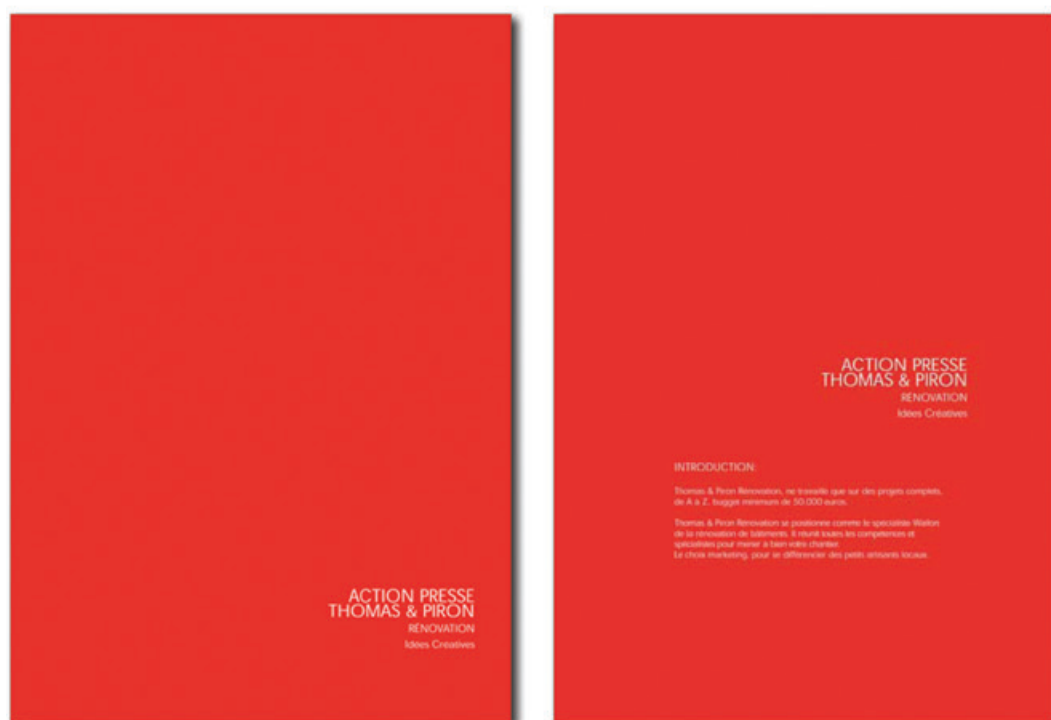 ACTION PRESSE
THOMAS & PIRON
RÉNOVATION
Idées Créatives
ACTION PRESSE
THOMAS & PIRON
RÉNOVATION
Idées Créatives
INTRODUCTION:
Thomas & Piron Rénovation, ne travaille que sur des projets complets,
de A à Z, bugget minimum de 50.000 euros.
Thomas & Piron Rénovation se positionne comme le spécialiste Wallon
de la rénovation de bâtiments. Il réunit toutes les compétences et
spécialistes pour mener à bien votre chantier.
Le choix marketing, pour se différencier des petits artisants locaux.